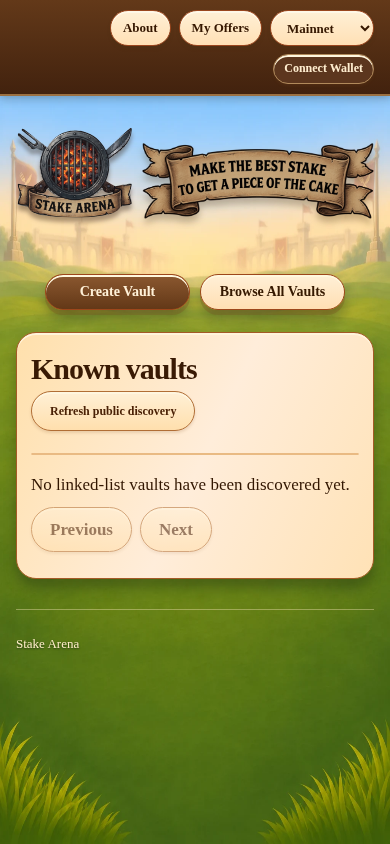 About
My Offers
Mainnet
Connect Wallet
STAKE ARENA
MAKE THE BEST STAKE
TO GET A PIECE OF THE CAKE
Create Vault
Browse All Vaults
Known vaults
Refresh public discovery
No linked-list vaults have been discovered yet.
Previous
Next
Stake Arena